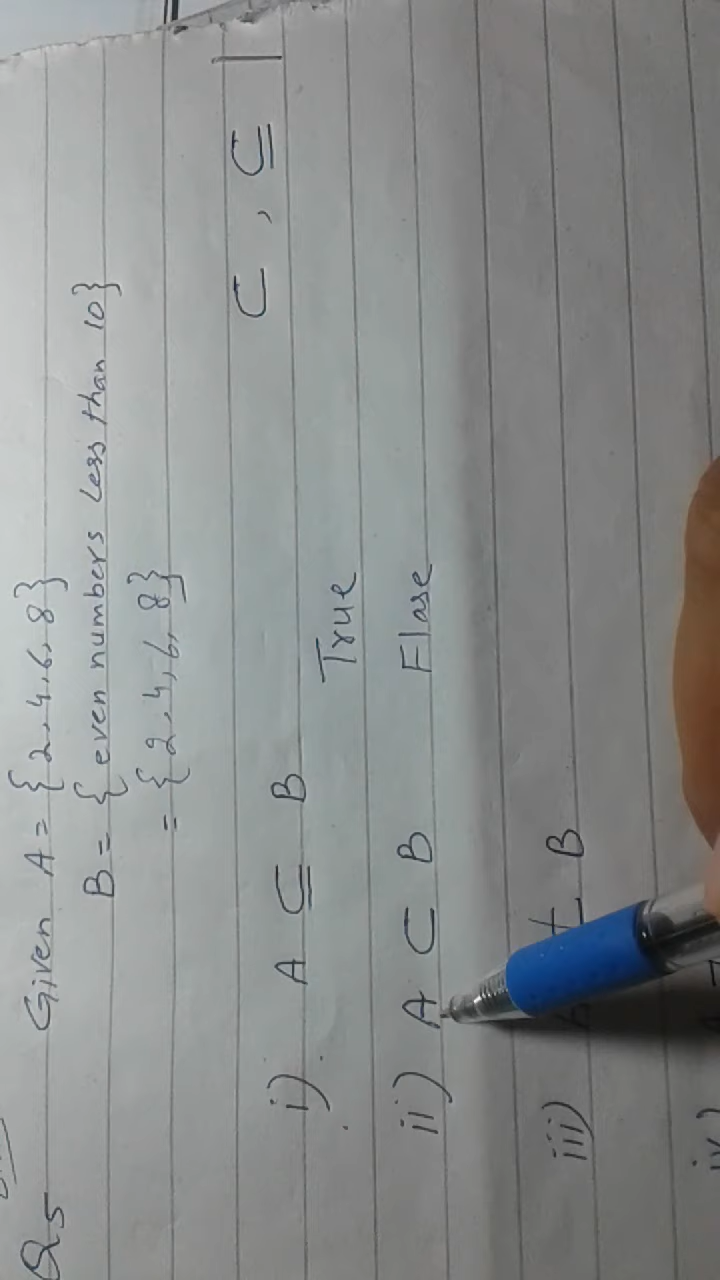 Q5 Given A = {2,4,6,8}
B = {even numbers less than 10}
= {2,4,6,8}
⊂ , ⊆
i) A ⊆ B
True
ii) A ⊂ B Flase
iii) B
iv)